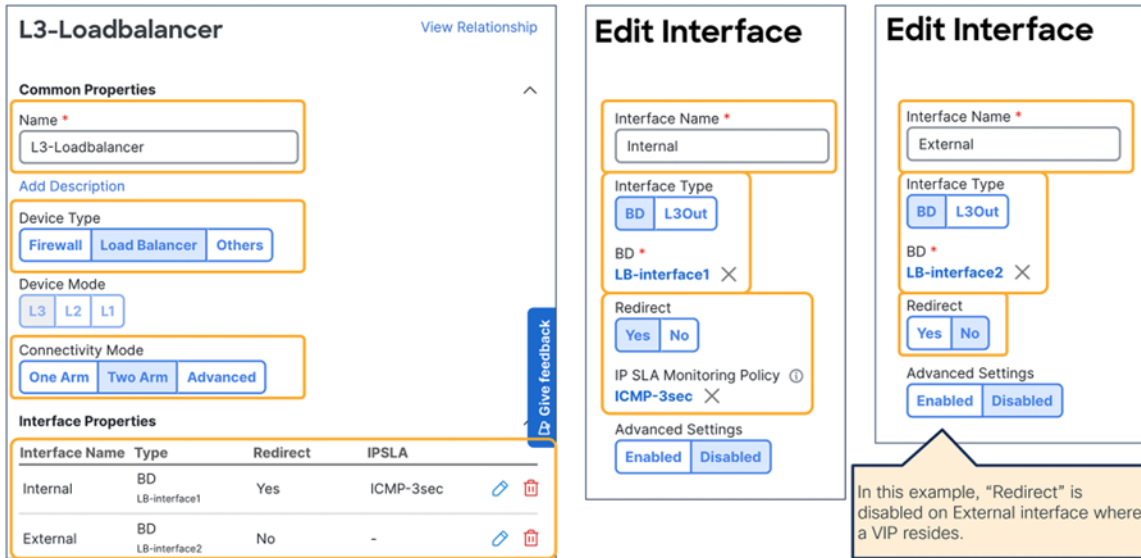 L3-Loadbalancer
View Relationship
Common Properties
Name *
L3-Loadbalancer
Add Description
Device Type
Firewall Load Balancer Others
Device Mode
L3 L2 L1
Connectivity Mode
One Arm Two Arm Advanced
Interface Properties
Interface Name Type Redirect IPSLA
Internal BD Yes ICMP-3sec
LB-interface1
External BD No -
LB-interface2
Give feedback
Edit Interface
Interface Name *
Internal
Interface Type
BD L3Out
BD *
LB-interface1
Redirect
Yes No
IP SLA Monitoring Policy
ICMP-3sec
Advanced Settings
Enabled Disabled
Edit Interface
Interface Name *
External
Interface Type
BD L3Out
BD *
LB-interface2
Redirect
Yes No
Advanced Settings
Enabled Disabled
In this example, “Redirect” is
disabled on External interface where
a VIP resides.